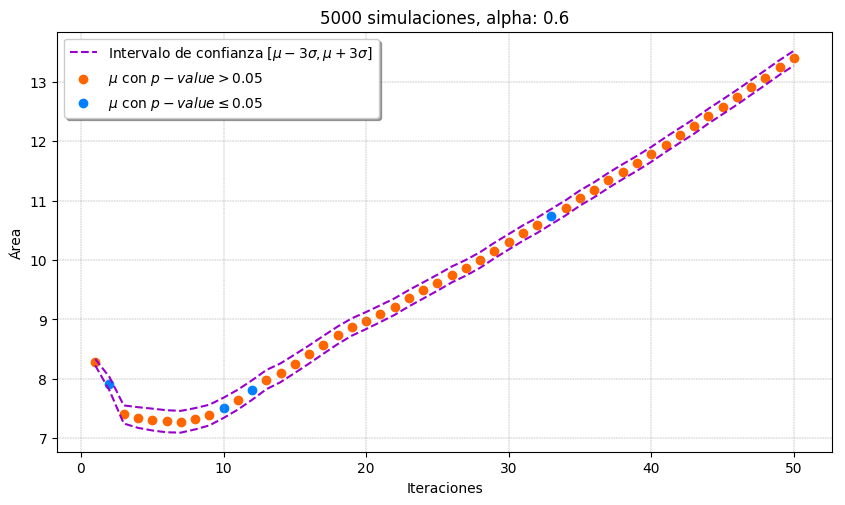 5000 simulaciones, alpha: 0.6
Intervalo de confianza [μ − 3σ, μ + 3σ]
μ con p − value > 0.05
μ con p − value ≤ 0.05
Área
13
12
11
10
9
8
7
0 10 20 30 40 50
Iteraciones